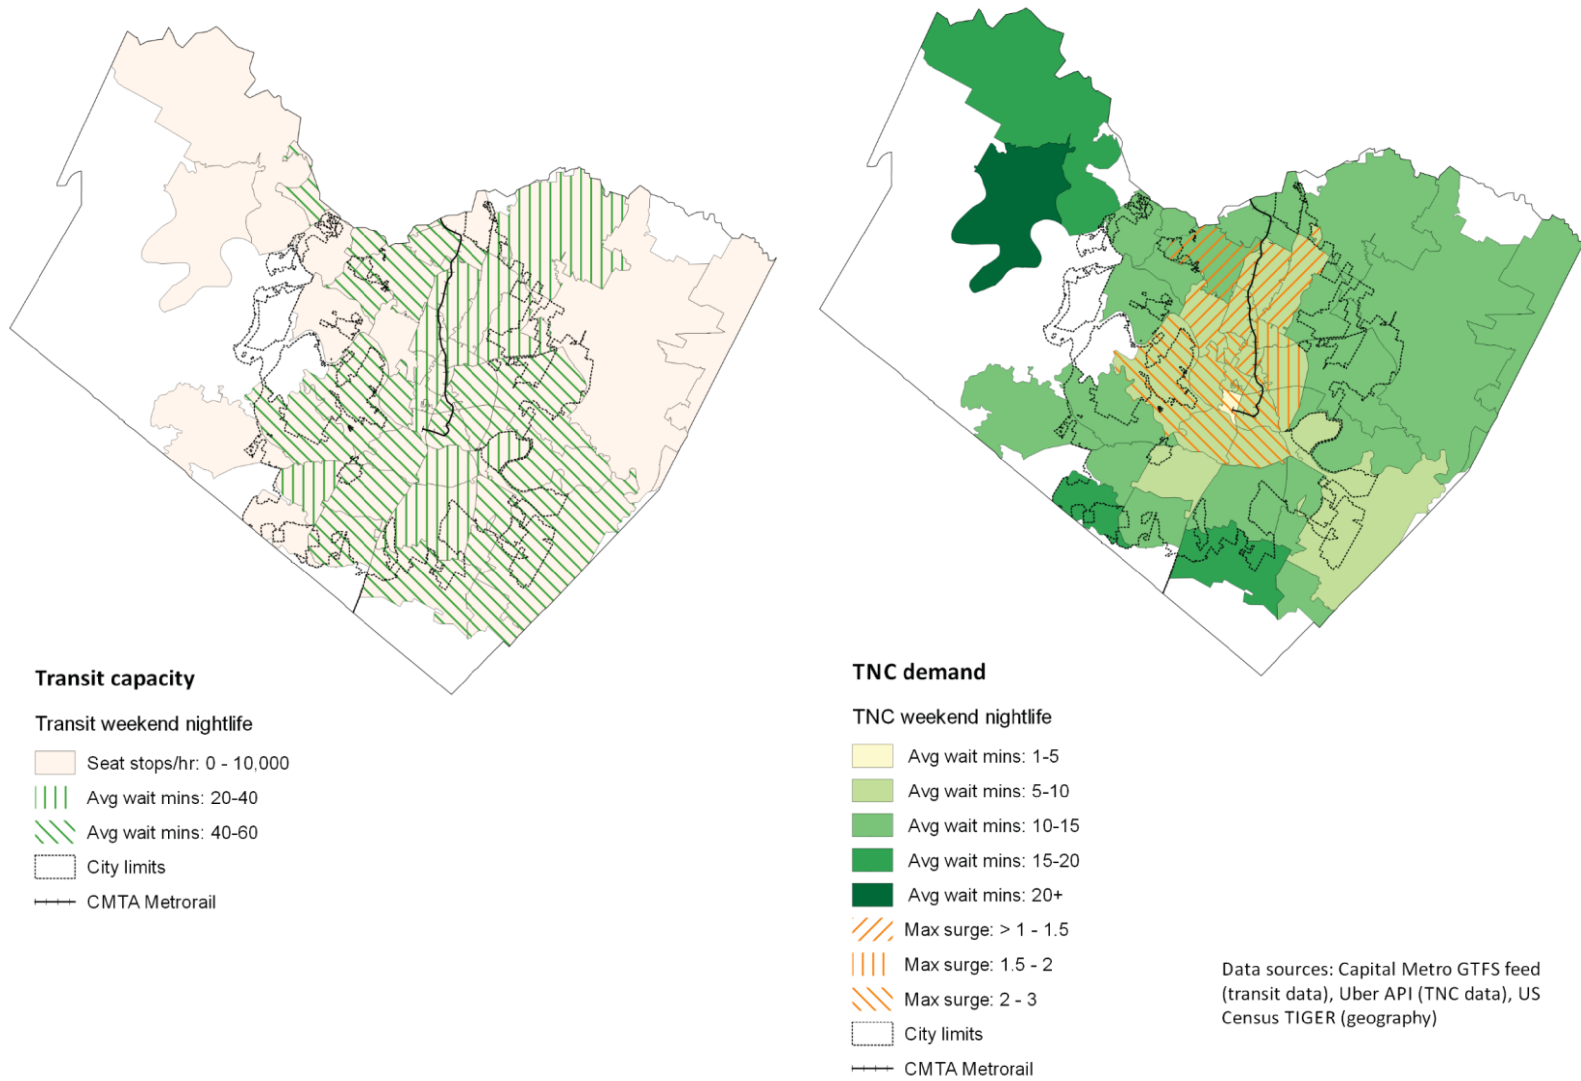 Transit capacity
Transit weekend nightlife
Seat stops/hr: 0 - 10,000
Avg wait mins: 20-40
Avg wait mins: 40-60
City limits
CMTA Metrorail
TNC demand
TNC weekend nightlife
Avg wait mins: 1-5
Avg wait mins: 5-10
Avg wait mins: 10-15
Avg wait mins: 15-20
Avg wait mins: 20+
Max surge: > 1 - 1.5
Max surge: 1.5 - 2
Max surge: 2 - 3
City limits
CMTA Metrorail
Data sources: Capital Metro GTFS feed
(transit data), Uber API (TNC data), US
Census TIGER (geography)